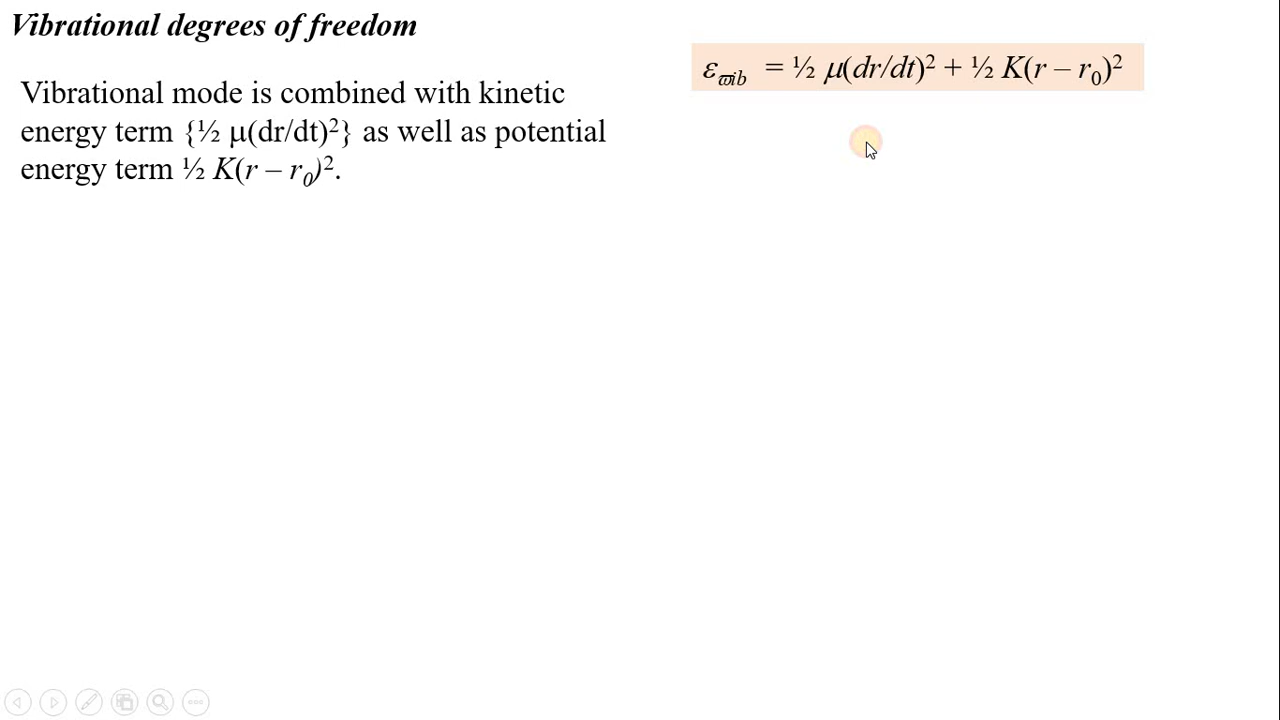 Vibrational degrees of freedom
Vibrational mode is combined with kinetic
energy term {½ μ(dr/dt)²} as well as potential
energy term ½ K(r – r₀)².
εϖib = ½ μ(dr/dt)² + ½ K(r – r₀)²